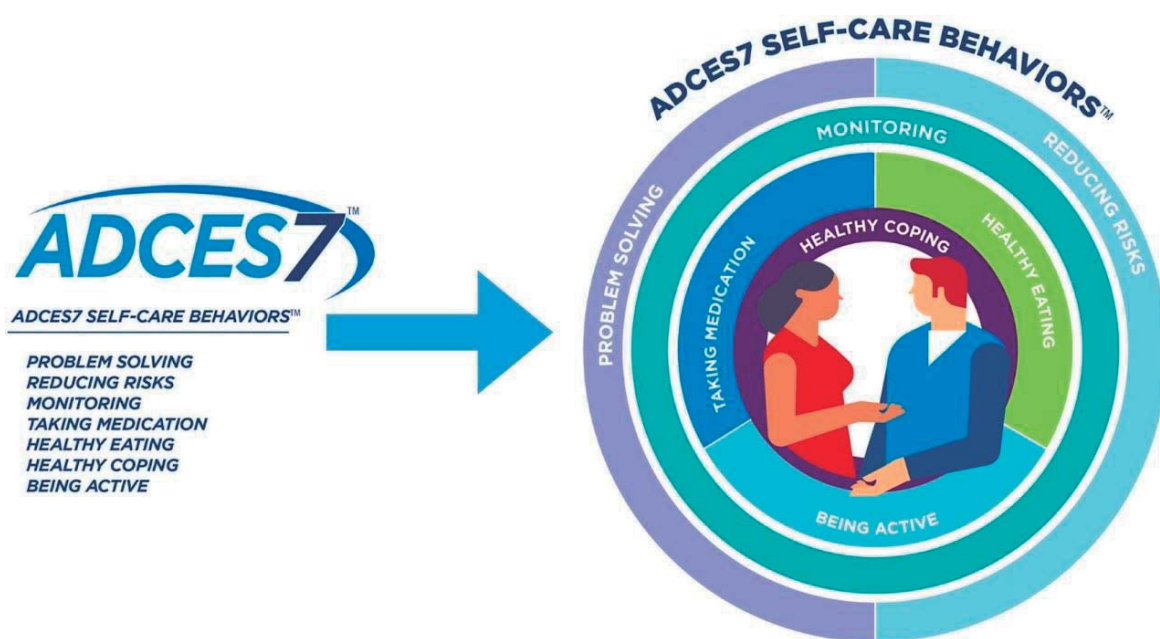 ADCES7™
ADCES7 SELF-CARE BEHAVIORS™
PROBLEM SOLVING
REDUCING RISKS
MONITORING
TAKING MEDICATION
HEALTHY EATING
HEALTHY COPING
BEING ACTIVE
ADCES7 SELF-CARE BEHAVIORS™
PROBLEM SOLVING
REDUCING RISKS
MONITORING
TAKING MEDICATION
HEALTHY EATING
HEALTHY COPING
BEING ACTIVE